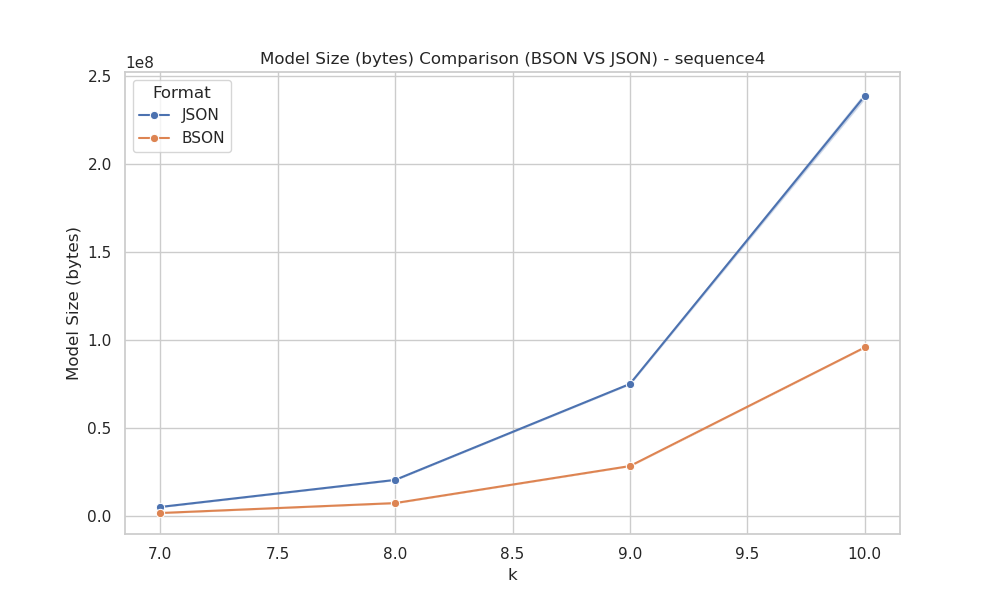 Model Size (bytes) Comparison (BSON VS JSON) - sequence4
1e8
Format
JSON
BSON
2.5
2.0
1.5
1.0
0.5
0.0
Model Size (bytes)
7.0 7.5 8.0 8.5 9.0 9.5 10.0
k